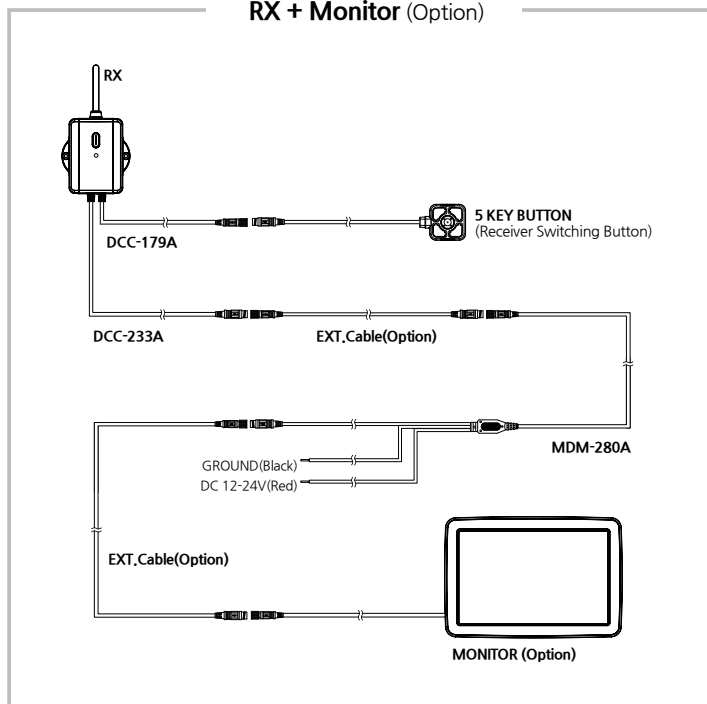 RX + Monitor (Option)
RX
5 KEY BUTTON
(Receiver Switching Button)
DCC-179A
DCC-233A
EXT.Cable(Option)
MDM-280A
GROUND(Black)
DC 12-24V(Red)
EXT.Cable(Option)
MONITOR (Option)